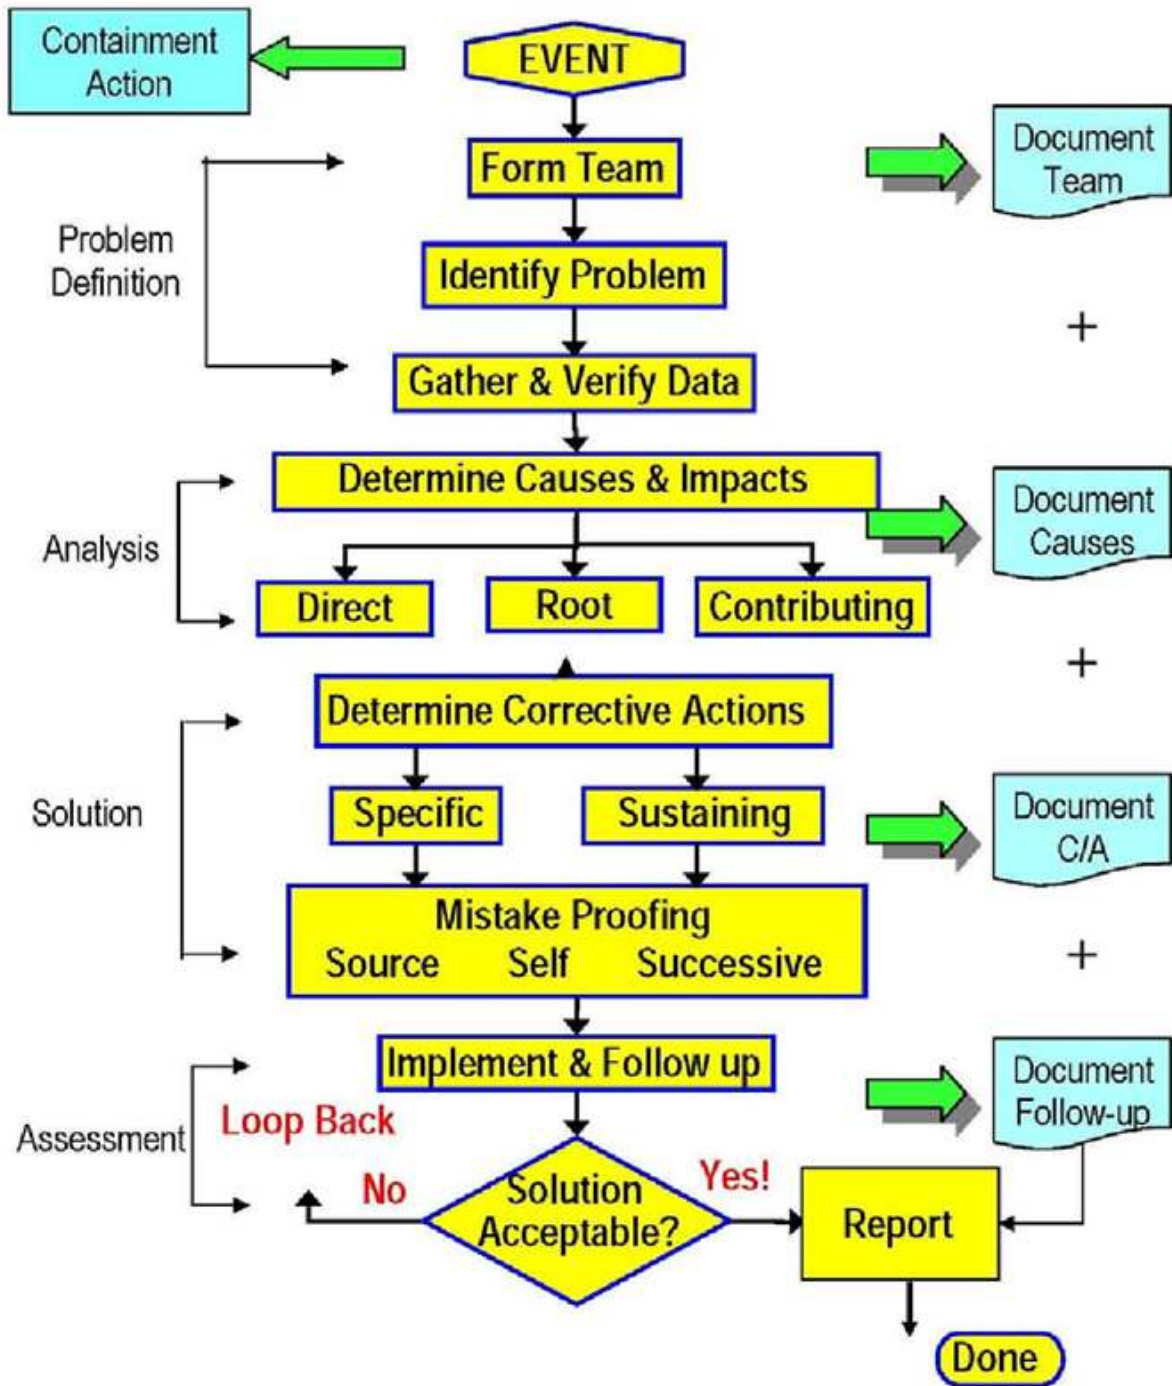 Containment
Action
EVENT
Form Team
Document
Team
Problem
Definition
Identify Problem
+
Gather & Verify Data
Determine Causes & Impacts
Analysis
Document
Causes
Direct
Root
Contributing
+
Determine Corrective Actions
Solution
Specific
Sustaining
Document
C/A
Mistake Proofing
Source Self Successive
+
Implement & Follow up
Document
Follow-up
Assessment
Loop Back
No
Solution
Acceptable?
Yes!
Report
Done